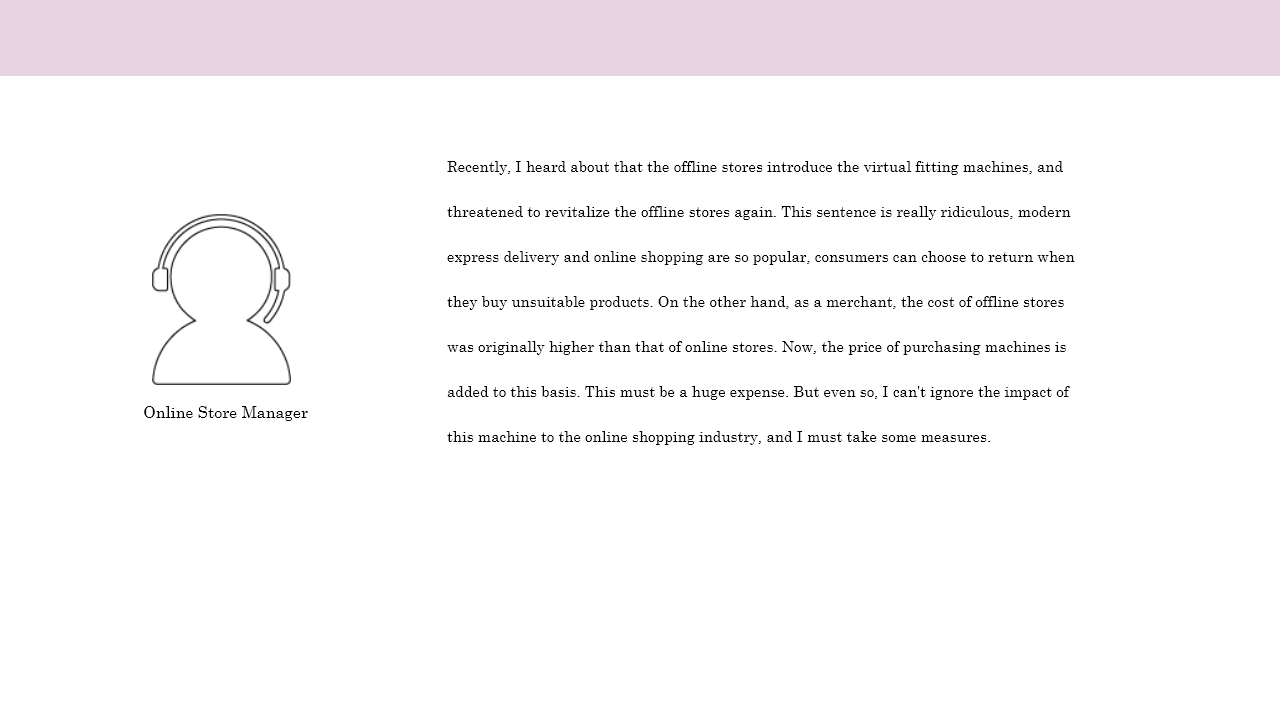 Recently, I heard about that the offline stores introduce the virtual fitting machines, and
threatened to revitalize the offline stores again. This sentence is really ridiculous, modern
express delivery and online shopping are so popular, consumers can choose to return when
they buy unsuitable products. On the other hand, as a merchant, the cost of offline stores
was originally higher than that of online stores. Now, the price of purchasing machines is
added to this basis. This must be a huge expense. But even so, I can't ignore the impact of
this machine to the online shopping industry, and I must take some measures.
Online Store Manager